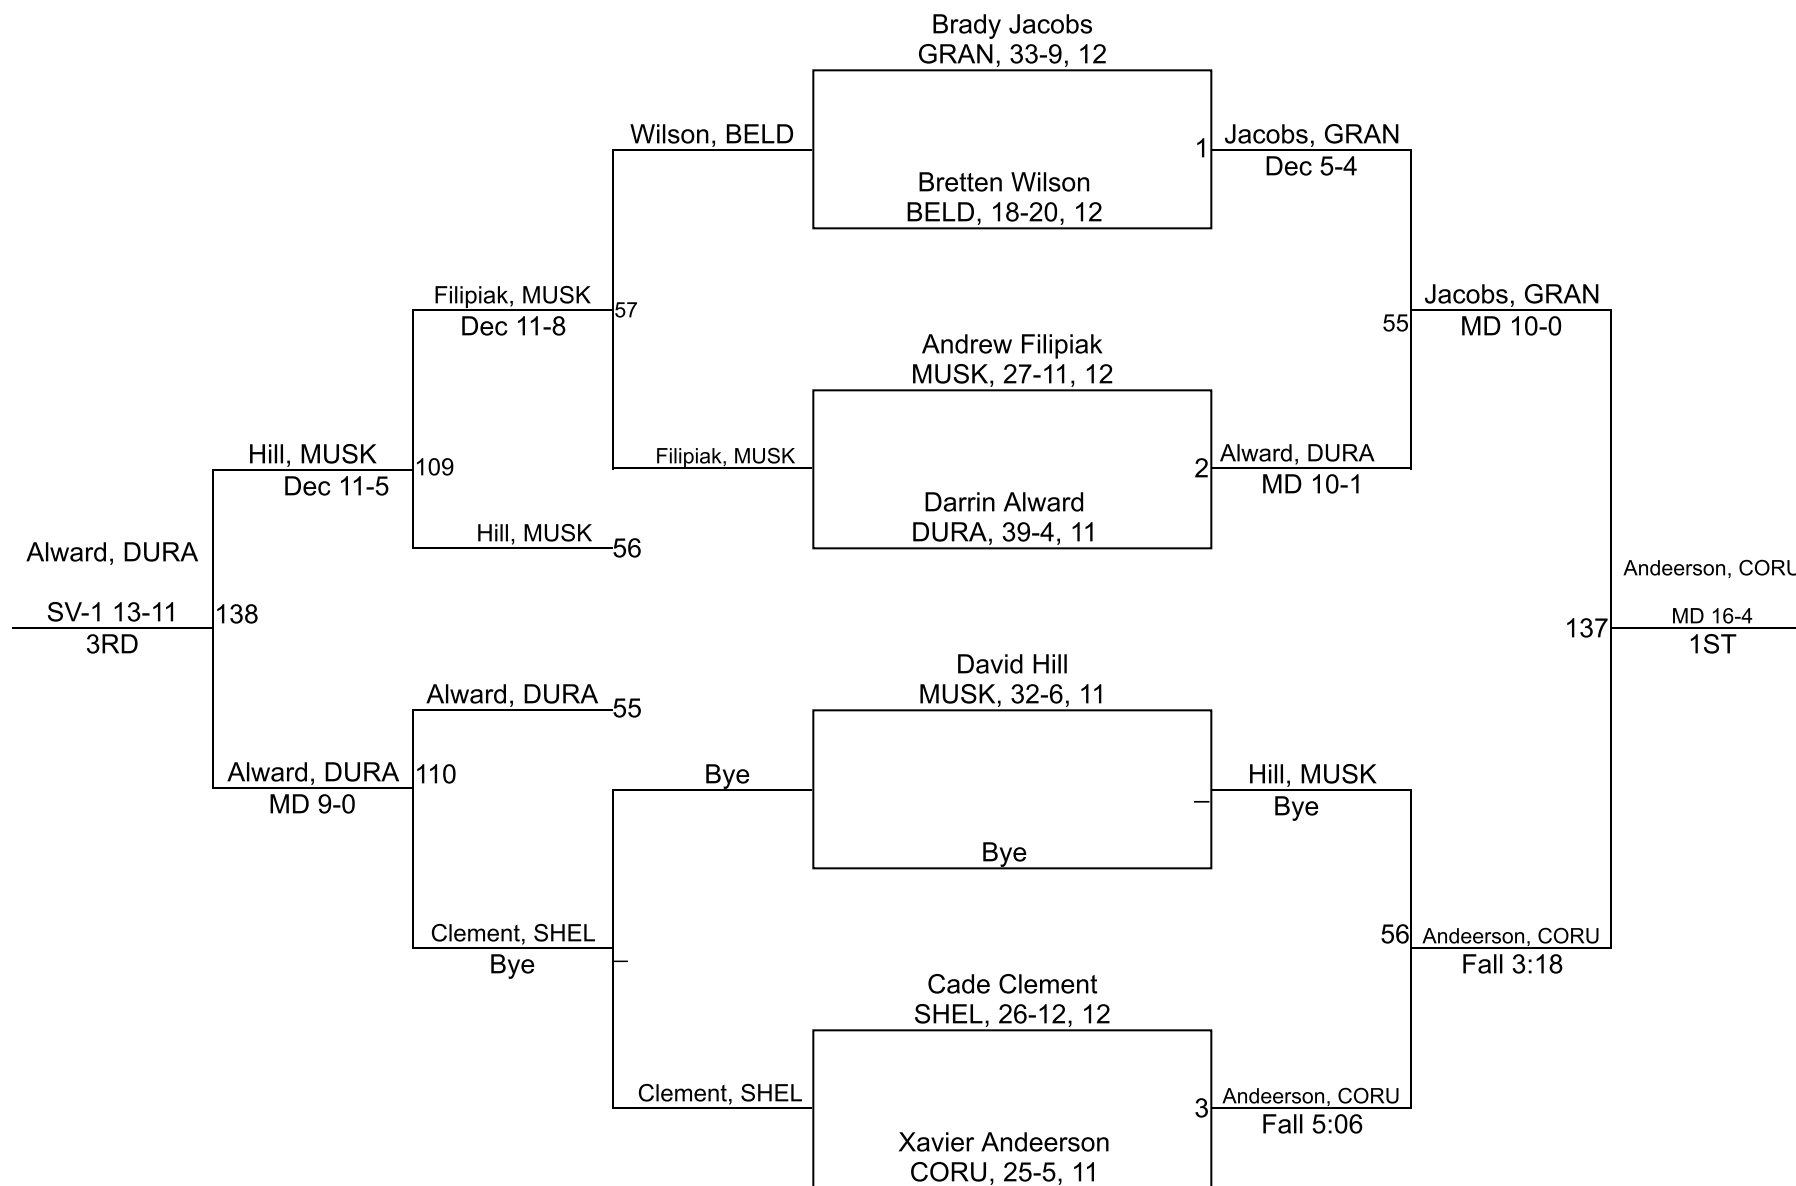 Brady Jacobs
GRAN, 33-9, 12
Wilson, BELD
1
Jacobs, GRAN
Dec 5-4
Bretten Wilson
BELD, 18-20, 12
Filipiak, MUSK
Dec 11-8
57
55
Jacobs, GRAN
MD 10-0
Andrew Filipiak
MUSK, 27-11, 12
Hill, MUSK
Dec 11-5
109
Filipiak, MUSK
2
Alward, DURA
MD 10-1
Darrin Alward
DURA, 39-4, 11
Hill, MUSK
56
Alward, DURA
SV-1 13-11
3RD
138
Andeerson, CORU
137
MD 16-4
1ST
David Hill
MUSK, 32-6, 11
Alward, DURA
55
Alward, DURA
MD 9-0
110
Bye
Hill, MUSK
Bye
Bye
Clement, SHEL
Bye
56
Andeerson, CORU
Fall 3:18
Cade Clement
SHEL, 26-12, 12
Clement, SHEL
3
Andeerson, CORU
Fall 5:06
Xavier Andeerson
CORU, 25-5, 11